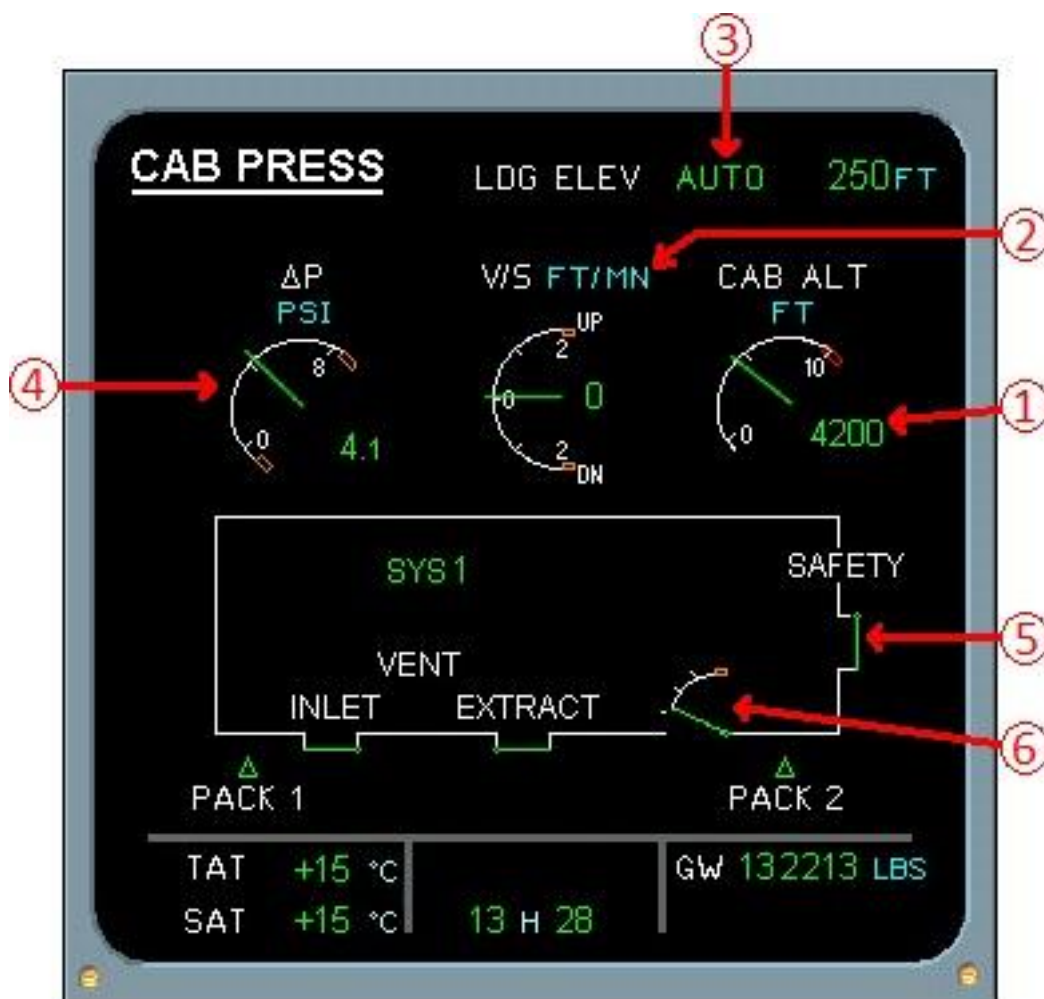 ③
CAB PRESS LDG ELEV AUTO 250FT
②
ΔP V/S FT/MN CAB ALT
PSI FT
UP
8 2 10
④ 0 0 ①
0 4.1 2 0 4200
DN
SYS1 SAFETY
⑤
VENT
INLET EXTRACT
⑥
Δ Δ
PACK 1 PACK 2
TAT +15 °C GW 132213 LBS
SAT +15 °C 13 H 28